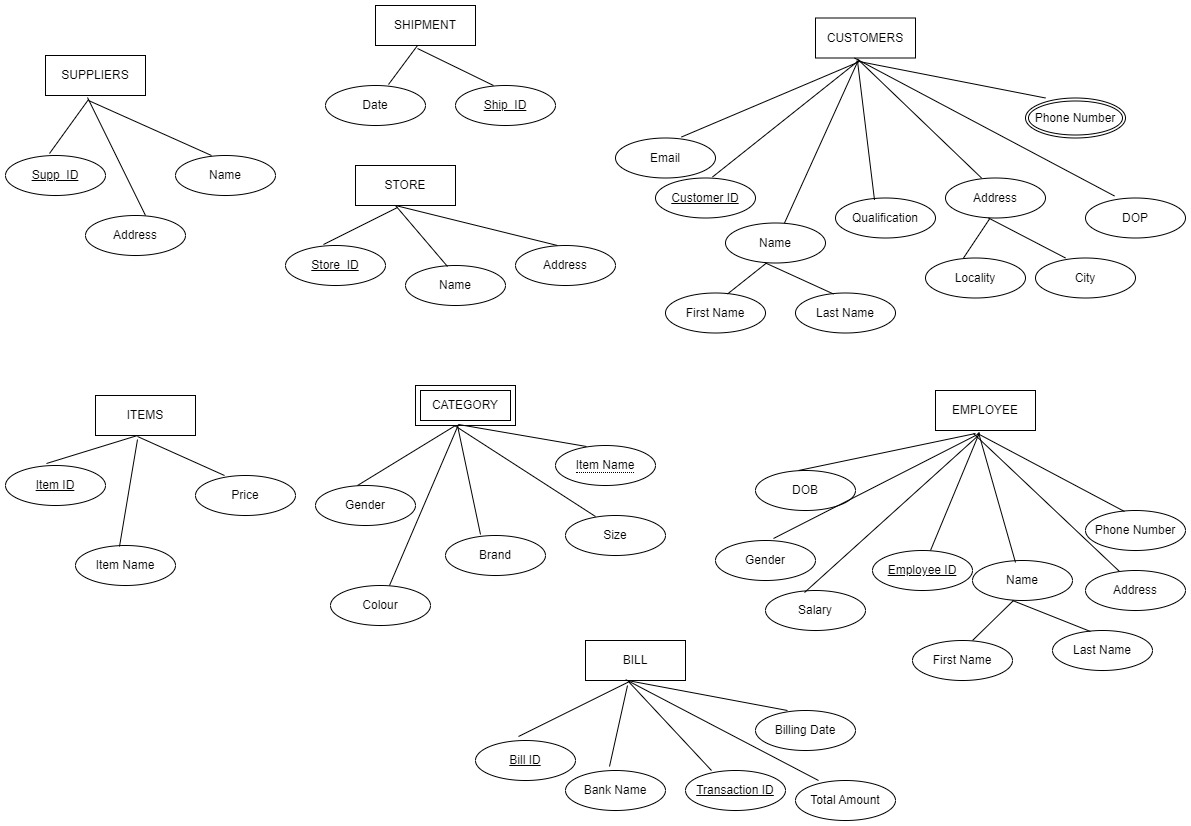 SHIPMENT
CUSTOMERS
SUPPLIERS
Date
Ship_ID
Phone Number
Email
Supp_ID
Name
STORE
Customer ID
Address
Qualification
DOP
Address
Name
Store_ID
Name
Address
Locality
City
First Name
Last Name
ITEMS
CATEGORY
EMPLOYEE
Item ID
Price
Item Name
Gender
Item Name
DOB
Size
Phone Number
Item Name
Brand
Gender
Employee ID
Name
Address
Colour
Salary
First Name
Last Name
BILL
Billing Date
Bill ID
Bank Name
Transaction ID
Total Amount